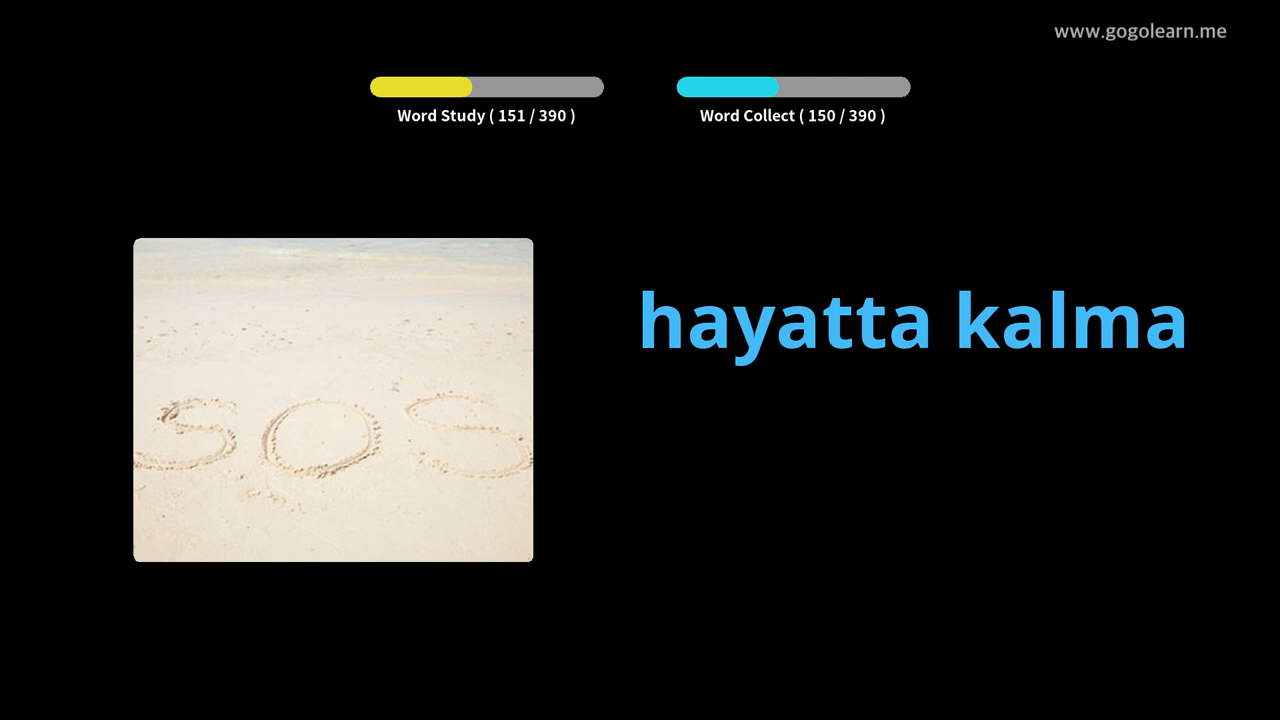 www.gogolearn.me
Word Study ( 151 / 390 )
Word Collect ( 150 / 390 )
hayatta kalma
SOS